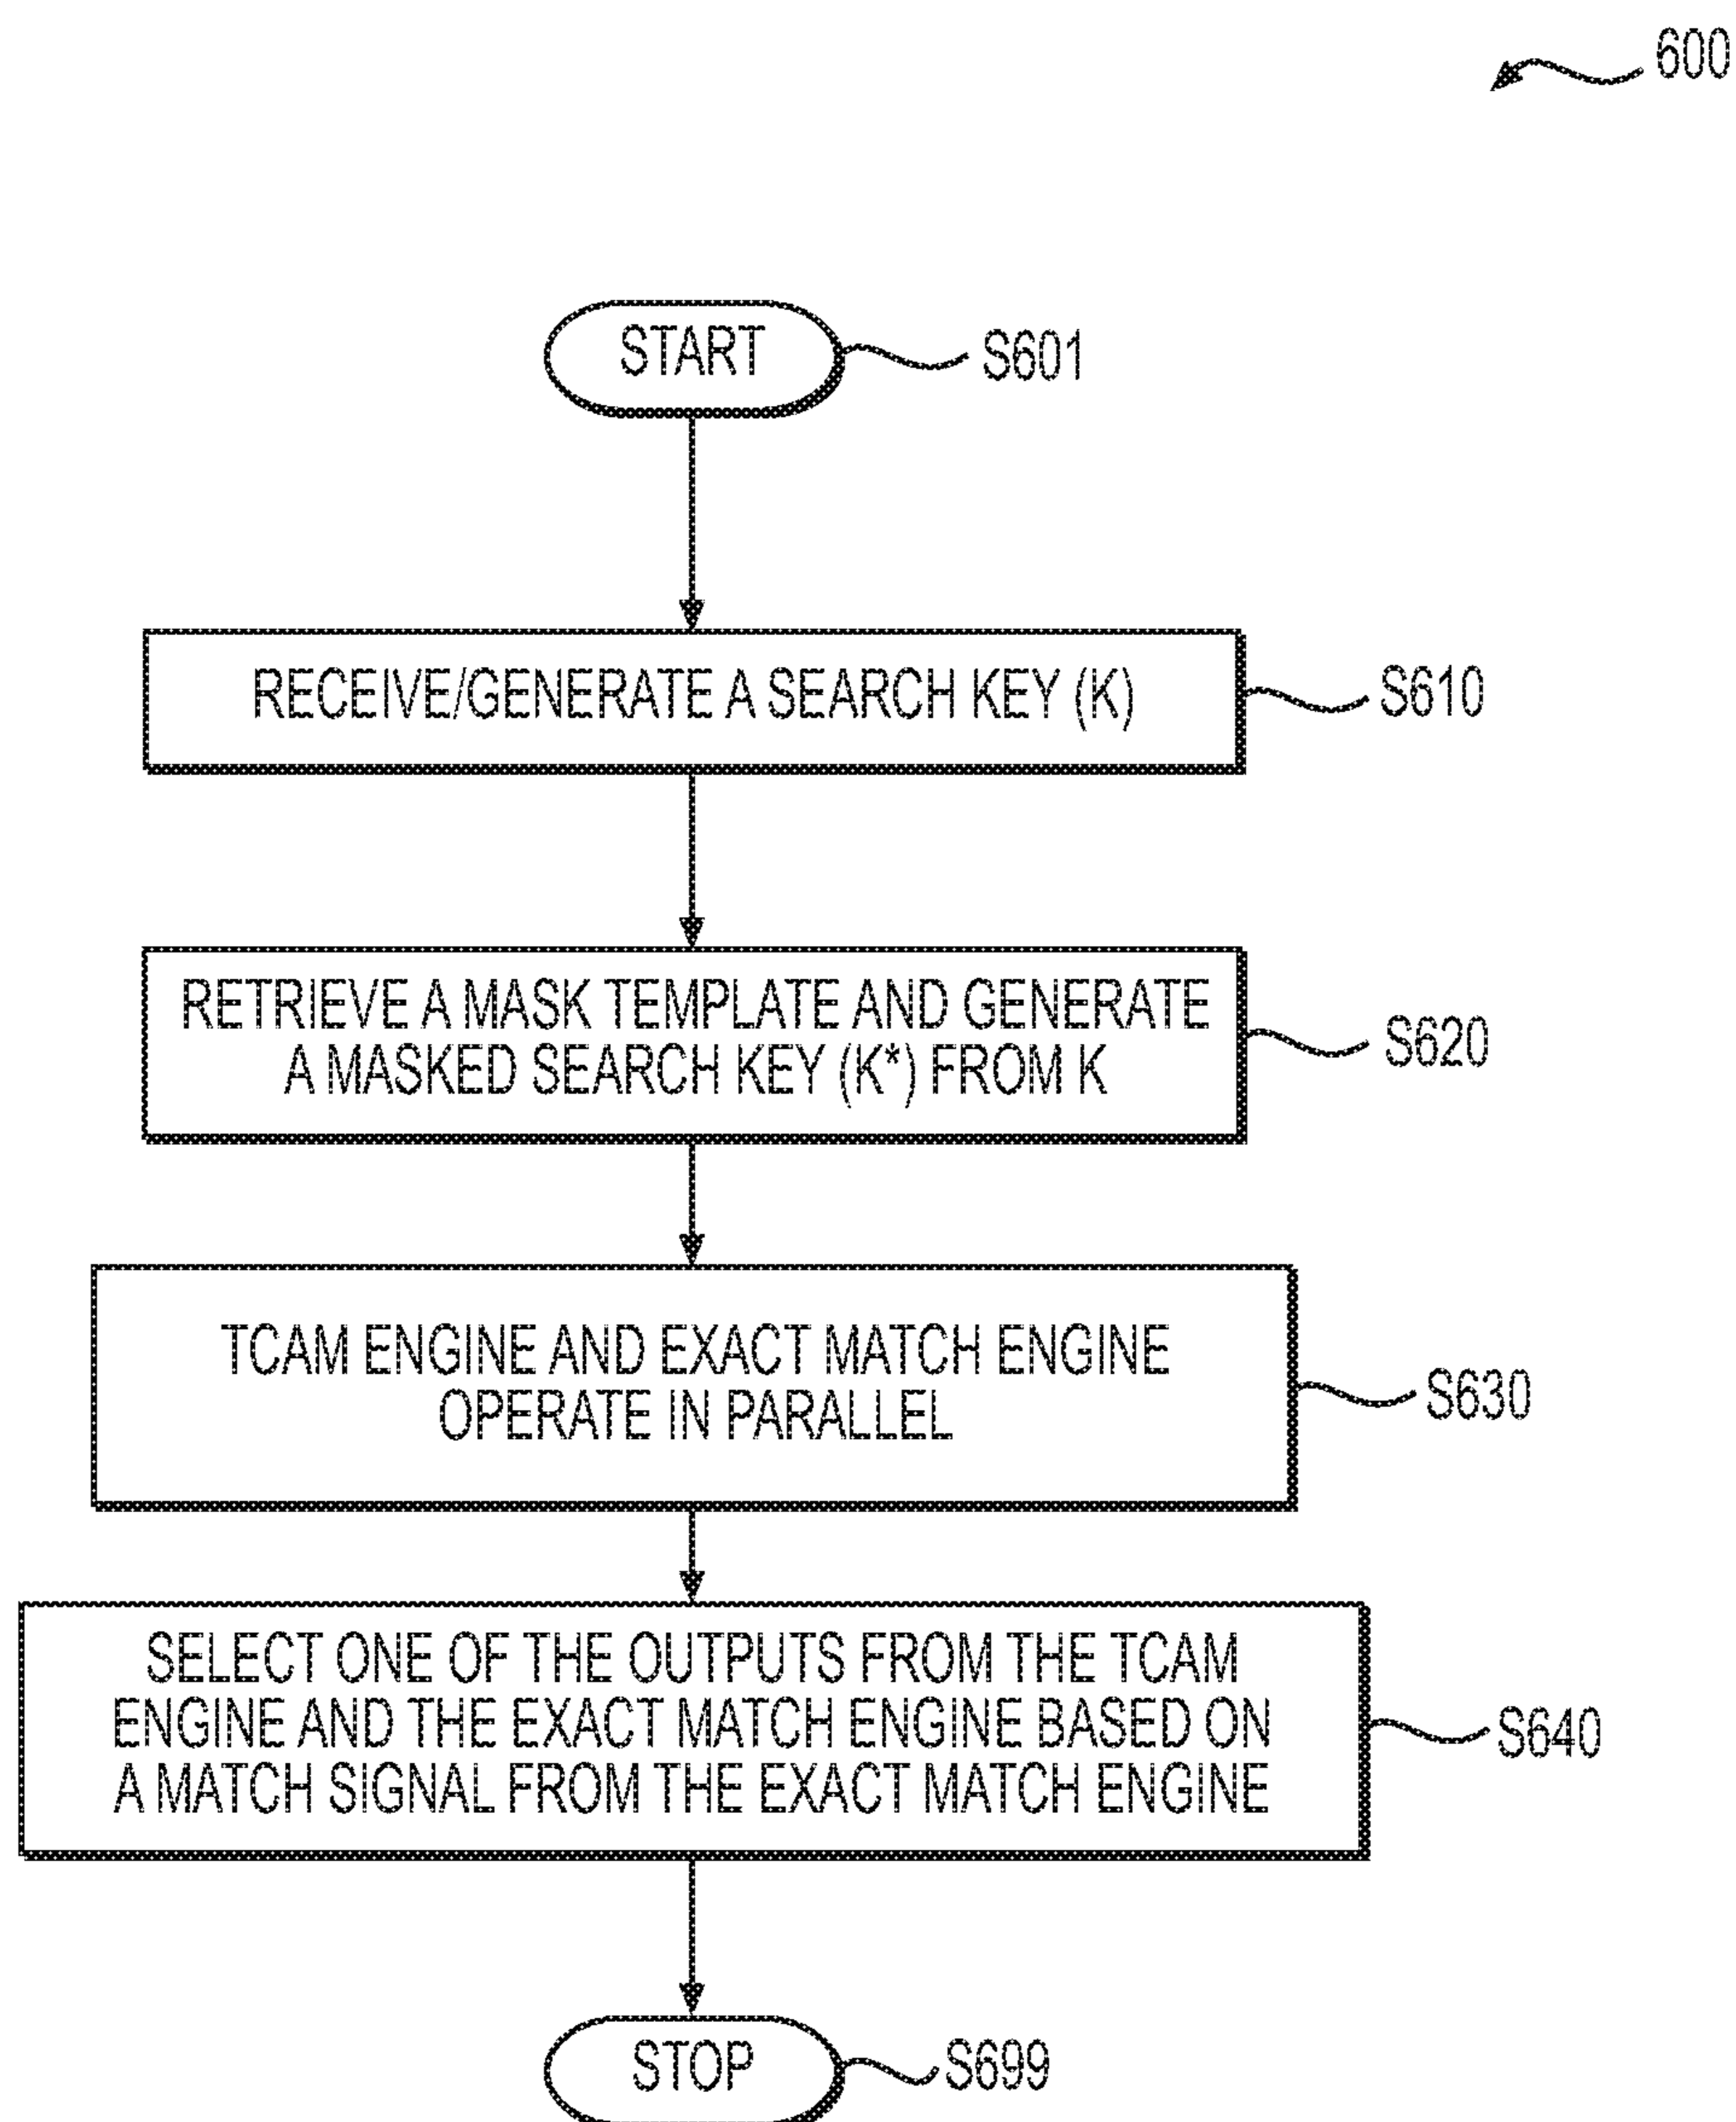 600
START
S601
RECEIVE/GENERATE A SEARCH KEY (K)
S610
RETRIEVE A MASK TEMPLATE AND GENERATE
A MASKED SEARCH KEY (K*) FROM K
S620
TCAM ENGINE AND EXACT MATCH ENGINE
OPERATE IN PARALLEL
S630
SELECT ONE OF THE OUTPUTS FROM THE TCAM
ENGINE AND THE EXACT MATCH ENGINE BASED ON
A MATCH SIGNAL FROM THE EXACT MATCH ENGINE
S640
STOP
S699